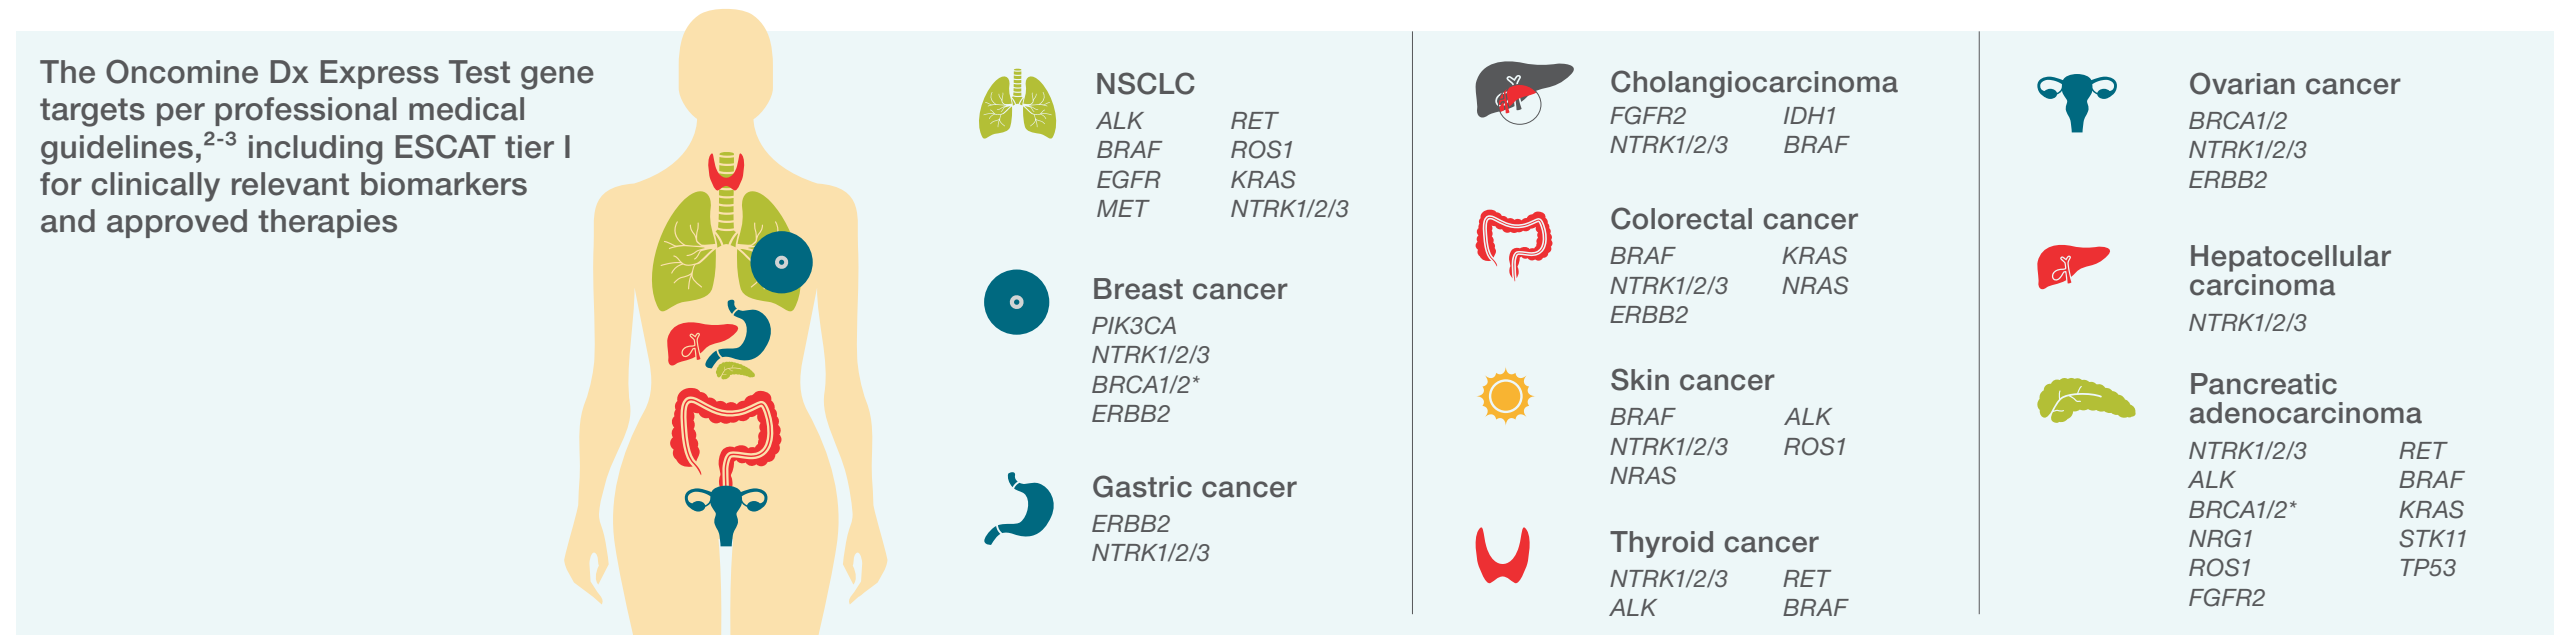 The Oncomine Dx Express Test gene
targets per professional medical
guidelines,2-3 including ESCAT tier I
for clinically relevant biomarkers
and approved therapies
NSCLC
ALK RET
BRAF ROS1
EGFR KRAS
MET NTRK1/2/3
Breast cancer
PIK3CA
NTRK1/2/3
BRCA1/2*
ERBB2
Gastric cancer
ERBB2
NTRK1/2/3
Cholangiocarcinoma
FGFR2 IDH1
NTRK1/2/3 BRAF
Colorectal cancer
BRAF KRAS
NTRK1/2/3 NRAS
ERBB2
Skin cancer
BRAF ALK
NTRK1/2/3 ROS1
NRAS
Thyroid cancer
NTRK1/2/3 RET
ALK BRAF
Ovarian cancer
BRCA1/2
NTRK1/2/3
ERBB2
Hepatocellular
carcinoma
NTRK1/2/3
Pancreatic
adenocarcinoma
NTRK1/2/3 RET
ALK BRAF
BRCA1/2* KRAS
NRG1 STK11
ROS1 TP53
FGFR2